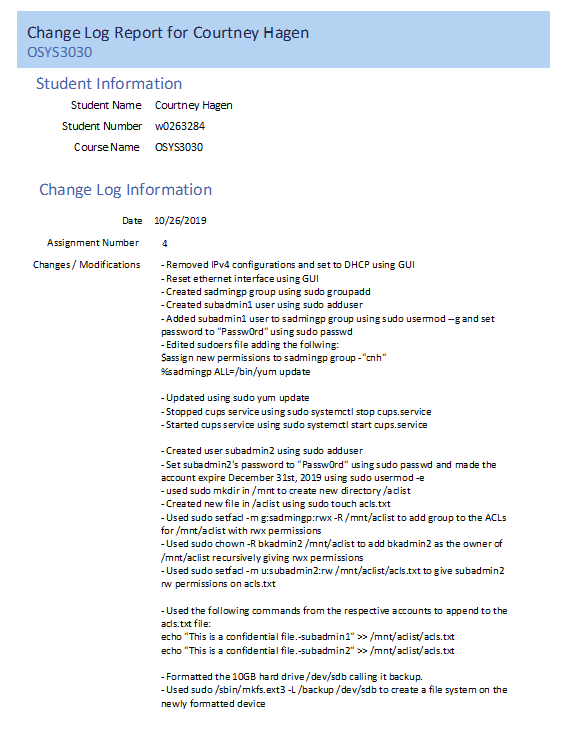 Change Log Report for Courtney Hagen
OSYS3030
Student Information
Student Name Courtney Hagen
Student Number w0263284
Course Name OSYS3030
Change Log Information
Date 10/26/2019
Assignment Number 4
Changes / Modifications - Removed IPv4 configurations and set to DHCP using GUI
- Reset ethernet interface using GUI
- Created sadmingp group using sudo groupadd
- Created subadmin1 user using sudo adduser
- Added subadmin1 user to sadmingp group using sudo usermod --g and set
password to "Passw0rd" using sudo passwd
- Edited sudoers file adding the follwing:
$assign new permissions to sadmingp group -"cnh"
%sadmingp ALL=/bin/yum update
- Updated using sudo yum update
- Stopped cups service using sudo systemctl stop cups.service
- Started cups service using sudo systemctl start cups.service
- Created user subadmin2 using sudo adduser
- Set subadmin2's password to "Passw0rd" using sudo passwd and made the
account expire December 31st, 2019 using sudo usermod -e
- used sudo mkdir in /mnt to create new directory /aclist
- Created new file in /aclist using sudo touch acls.txt
- Used sudo setfacl -m g:sadmingp:rwx -R /mnt/aclist to add group to the ACLs
for /mnt/aclist with rwx permissions
- Used sudo chown -R bkadmin2 /mnt/aclist to add bkadmin2 as the owner of
/mnt/aclist recursively giving rwx permissions
- Used sudo setfacl -m u:subadmin2:rw /mnt/aclist/acls.txt to give subadmin2
rw permissions on acls.txt
- Used the following commands from the respective accounts to append to the
acls.txt file:
echo "This is a confidential file.-subadmin1" >> /mnt/aclist/acls.txt
echo "This is a confidential file.-subadmin2" >> /mnt/aclist/acls.txt
- Formatted the 10GB hard drive /dev/sdb calling it backup.
- Used sudo /sbin/mkfs.ext3 -L /backup /dev/sdb to create a file system on the
newly formatted device